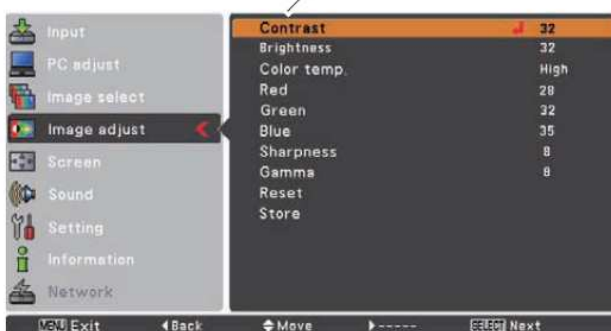 Input
PC adjust
Image select
Image adjust
Screen
Sound
Setting
Information
Network
Contrast 32
Brightness 32
Color temp. High
Red 28
Green 32
Blue 35
Sharpness 8
Gamma 8
Reset
Store
MENU Exit ◄Back Move ►----- SELECT Next